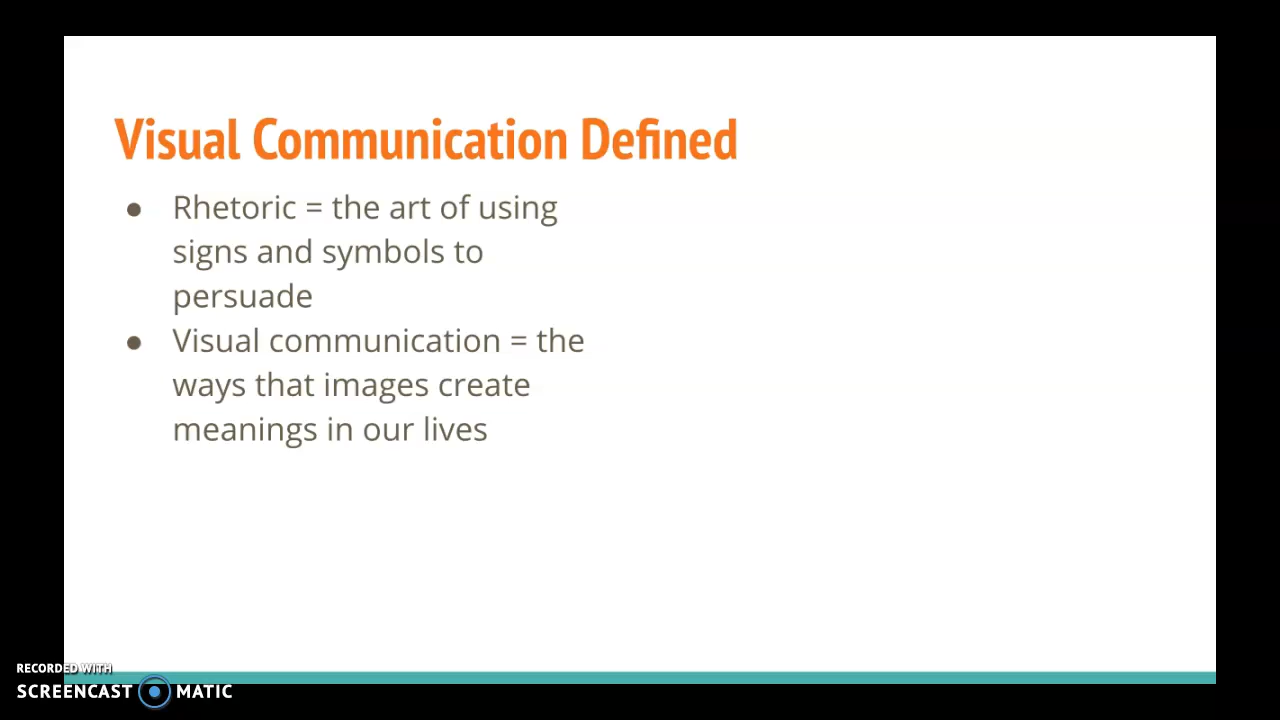 Visual Communication Defined
● Rhetoric = the art of using
signs and symbols to
persuade
● Visual communication = the
ways that images create
meanings in our lives
RECORDED WITH
SCREENCAST MATIC